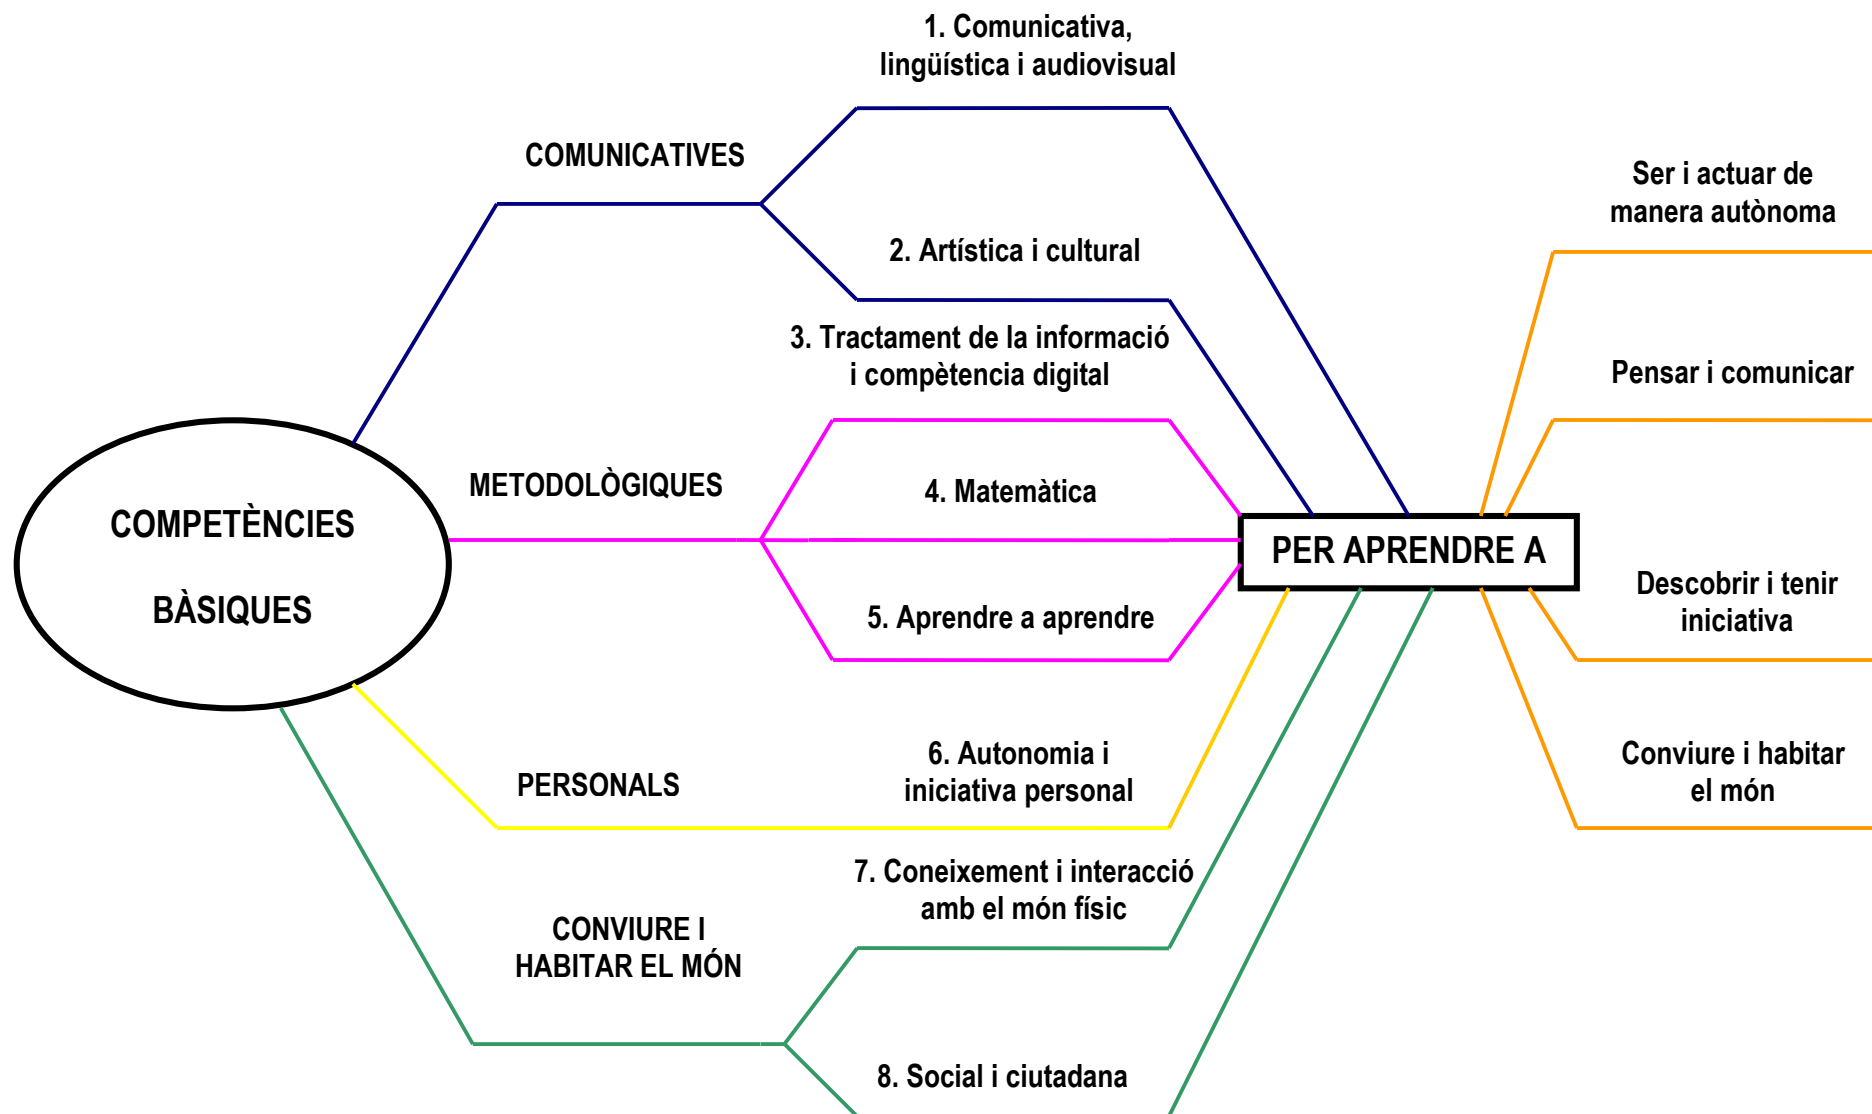 COMPETÈNCIES
BÀSIQUES
COMUNICATIVES
1. Comunicativa,
lingüística i audiovisual
2. Artística i cultural
METODOLÒGIQUES
3. Tractament de la informació
i compètencia digital
4. Matemàtica
5. Aprendre a aprendre
PERSONALS
6. Autonomia i
iniciativa personal
CONVIURE I
HABITAR EL MÓN
7. Coneixement i interacció
amb el món físic
8. Social i ciutadana
PER APRENDRE A
Ser i actuar de
manera autònoma
Pensar i comunicar
Descobrir i tenir
iniciativa
Conviure i habitar
el món